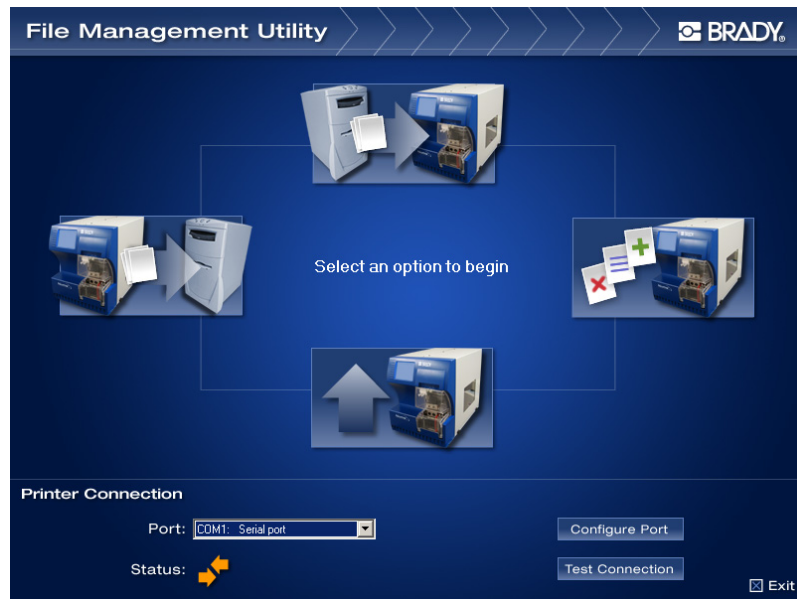 File Management Utility
BRADY®
Select an option to begin
Printer Connection
Port: COM1: Serial port
Configure Port
Status:
Test Connection
Exit